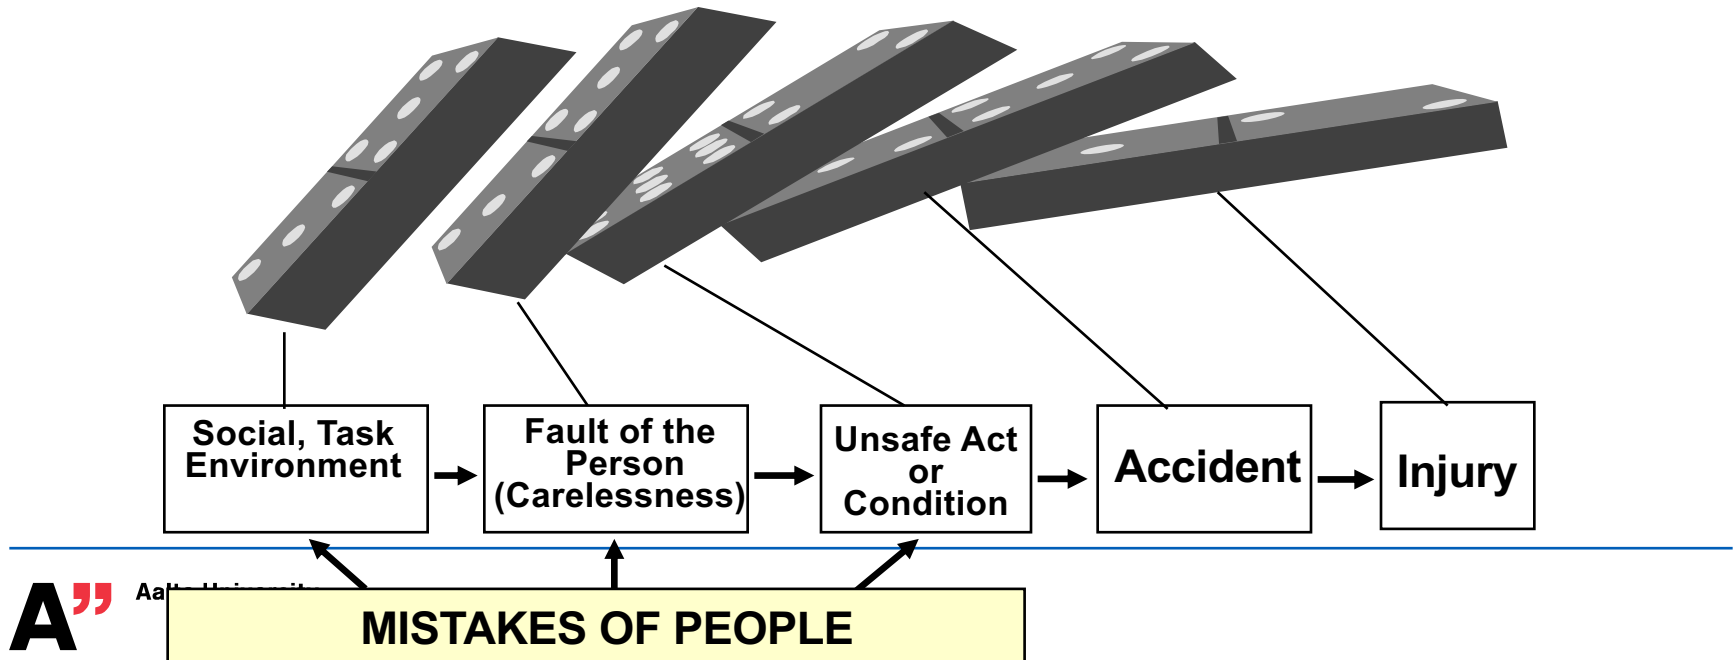 Social, Task
Environment
Fault of the
Person
(Carelessness)
Unsafe Act
or
Condition
Accident
Injury
A”
MISTAKES OF PEOPLE